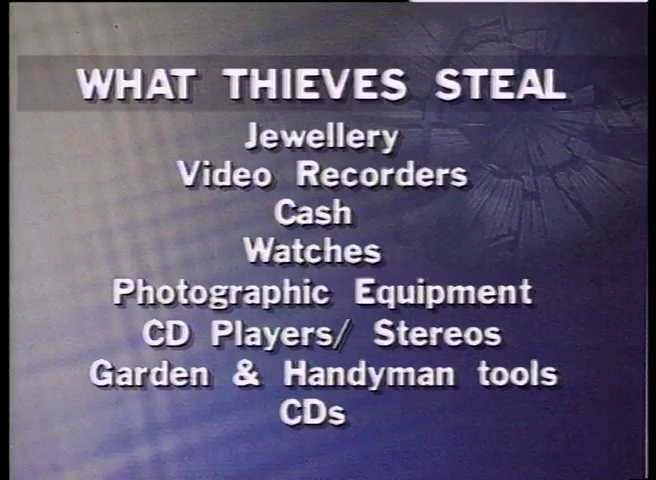 WHAT THIEVES STEAL
Jewellery
Video Recorders
Cash
Watches
Photographic Equipment
CD Players/ Stereos
Garden & Handyman tools
CDs